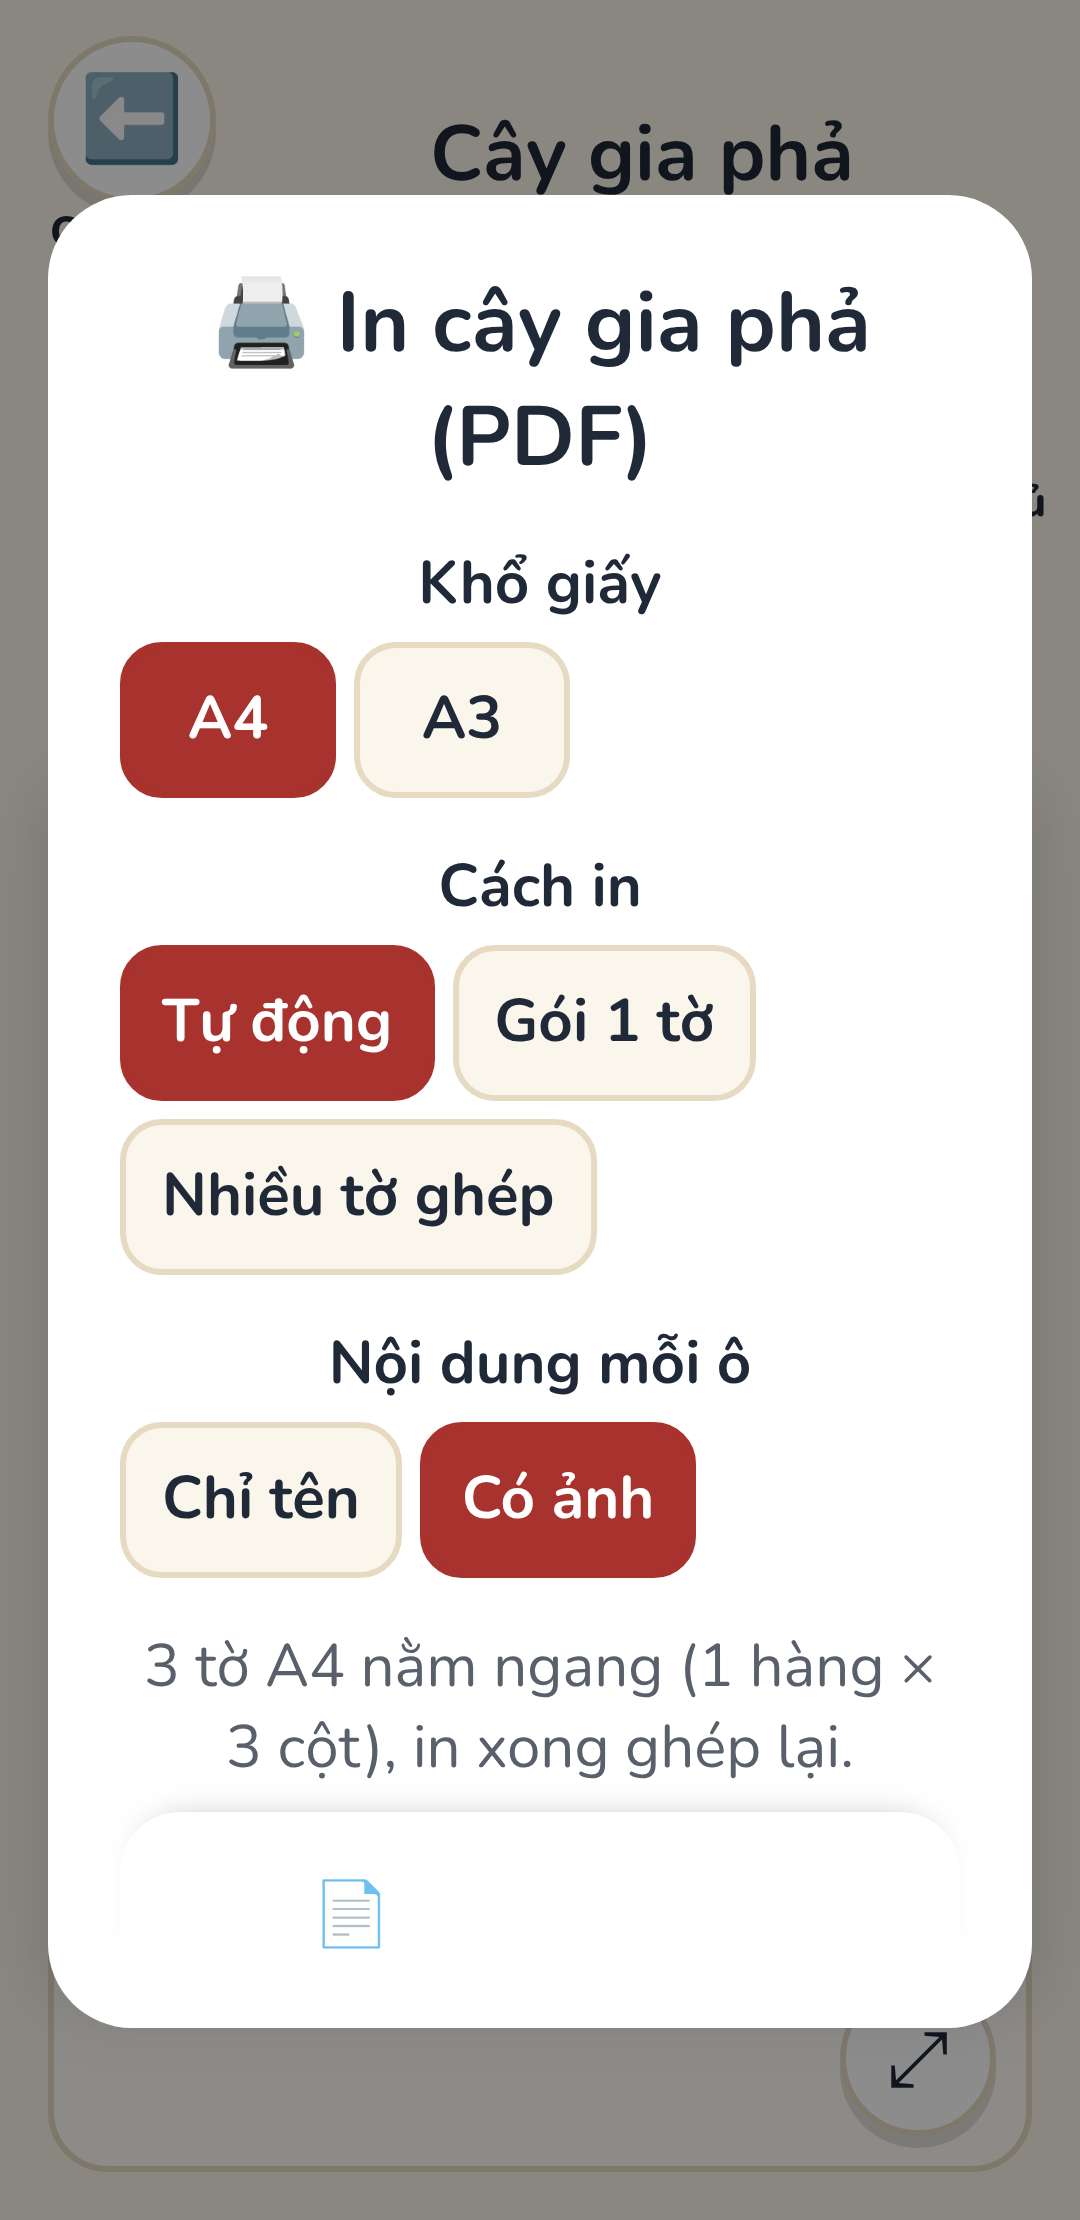 Cây gia phả
In cây gia phả
(PDF)
Khổ giấy
A4 A3
Cách in
Tự động Gói 1 tờ
Nhiều tờ ghép
Nội dung mỗi ô
Chỉ tên Có ảnh
3 tờ A4 nằm ngang (1 hàng ×
3 cột), in xong ghép lại.